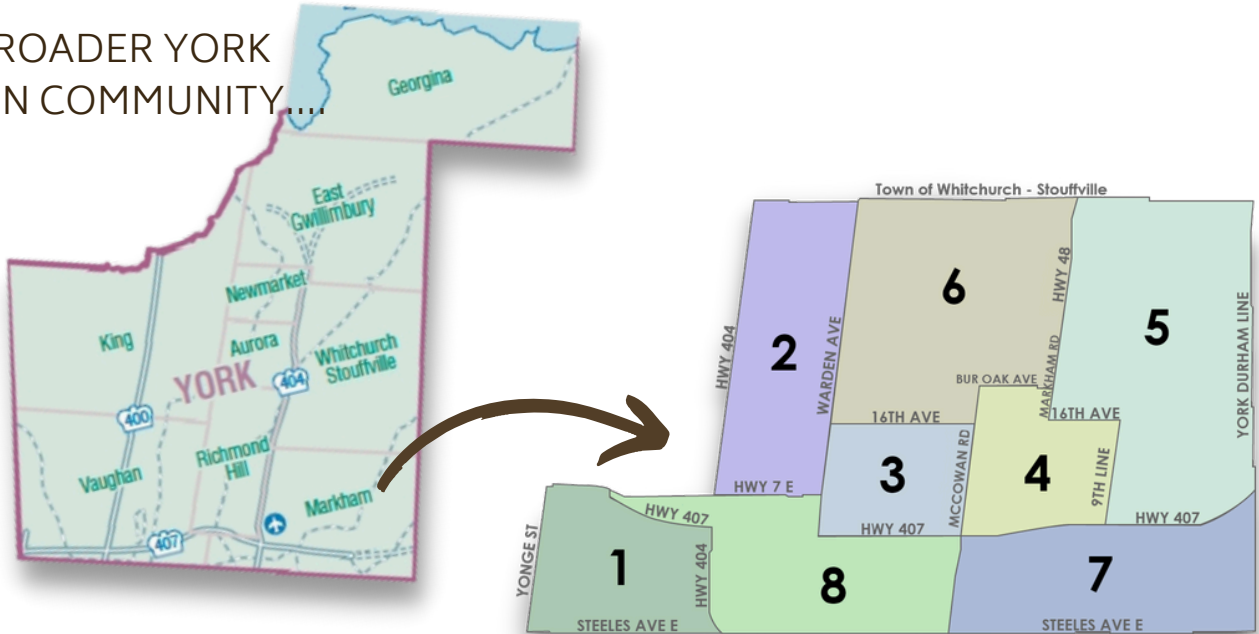 ROADER YORK
N COMMUNITY....
Georgina
East
Gwillimbury
Newmarket
King
Aurora
Whitchurch
Stouffville
YORK
404
400
Richmond
Hill
Vaughan
Markham
407
Town of Whitchurch - Stouffville
6
HWY 48
5
2
HWY 404
WARDEN AVE
YORK DURHAM LINE
BUR OAK AVE
MARKHAM RD
16TH AVE
16TH AVE
3
MCCOWAN RD
4
9TH LINE
HWY 7 E
HWY 407
HWY 407
HWY 407
YONGE ST
1
HWY 404
8
7
STEELES AVE E
STEELES AVE E